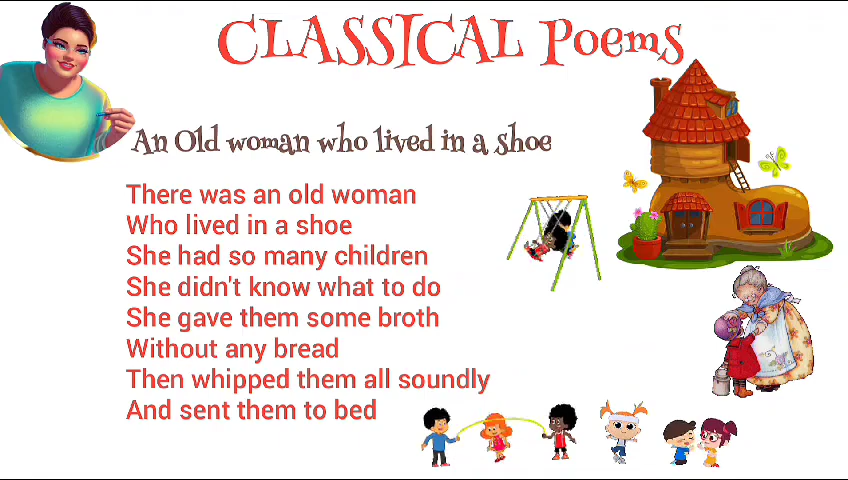 CLASSICAL Poems
An Old woman who lived in a shoe
There was an old woman
Who lived in a shoe
She had so many children
She didn't know what to do
She gave them some broth
Without any bread
Then whipped them all soundly
And sent them to bed